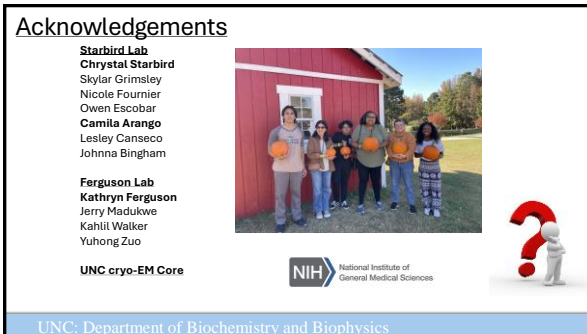 Acknowledgements
Starbird Lab
Chrystal Starbird
Skylar Grimsley
Nicole Fournier
Owen Escobar
Camila Arango
Lesley Canseco
Johnna Bingham
Ferguson Lab
Kathryn Ferguson
Jerry Madukwe
Kahlil Walker
Yuhong Zuo
UNC cryo-EM Core
NIH National Institute of
General Medical Sciences
UNC: Department of Biochemistry and Biophysics